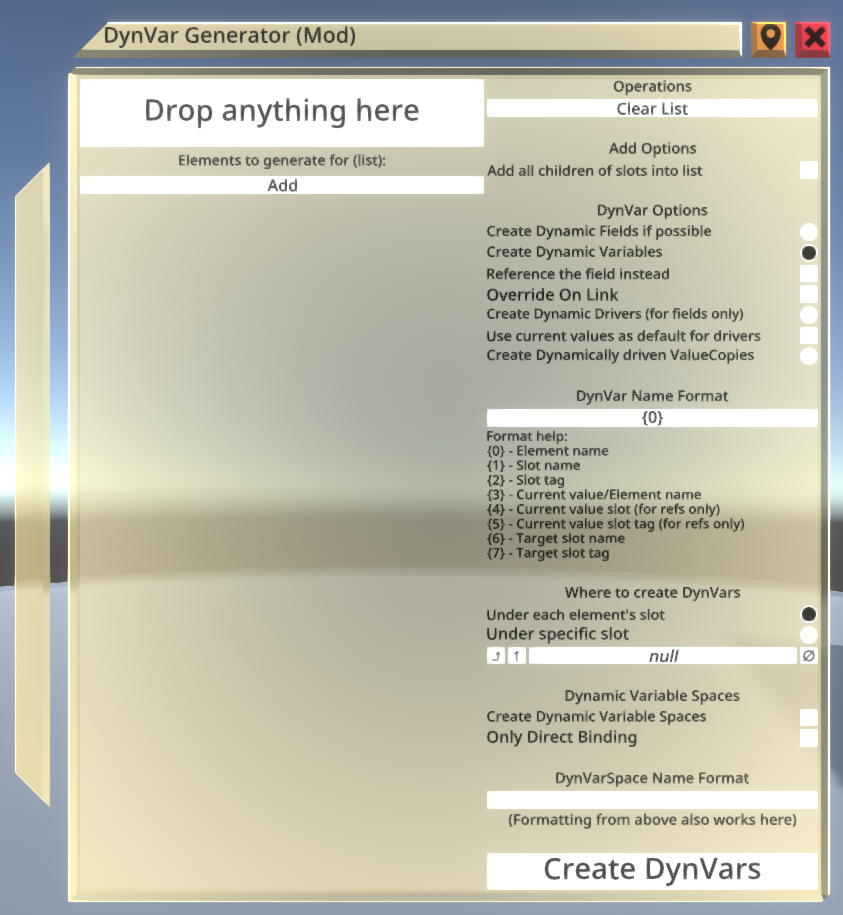 DynVar Generator (Mod)
Drop anything here
Elements to generate for (list):
Add
Operations
Clear List
Add Options
Add all children of slots into list
DynVar Options
Create Dynamic Fields if possible
Create Dynamic Variables
Reference the field instead
Override On Link
Create Dynamic Drivers (for fields only)
Use current values as default for drivers
Create Dynamically driven ValueCopies
DynVar Name Format
{0}
Format help:
{0} - Element name
{1} - Slot name
{2} - Slot tag
{3} - Current value/Element name
{4} - Current value slot (for refs only)
{5} - Current value slot tag (for refs only)
{6} - Target slot name
{7} - Target slot tag
Where to create DynVars
Under each element's slot
Under specific slot
⤴ ↑ null ∅
Dynamic Variable Spaces
Create Dynamic Variable Spaces
Only Direct Binding
DynVarSpace Name Format
(Formatting from above also works here)
Create DynVars